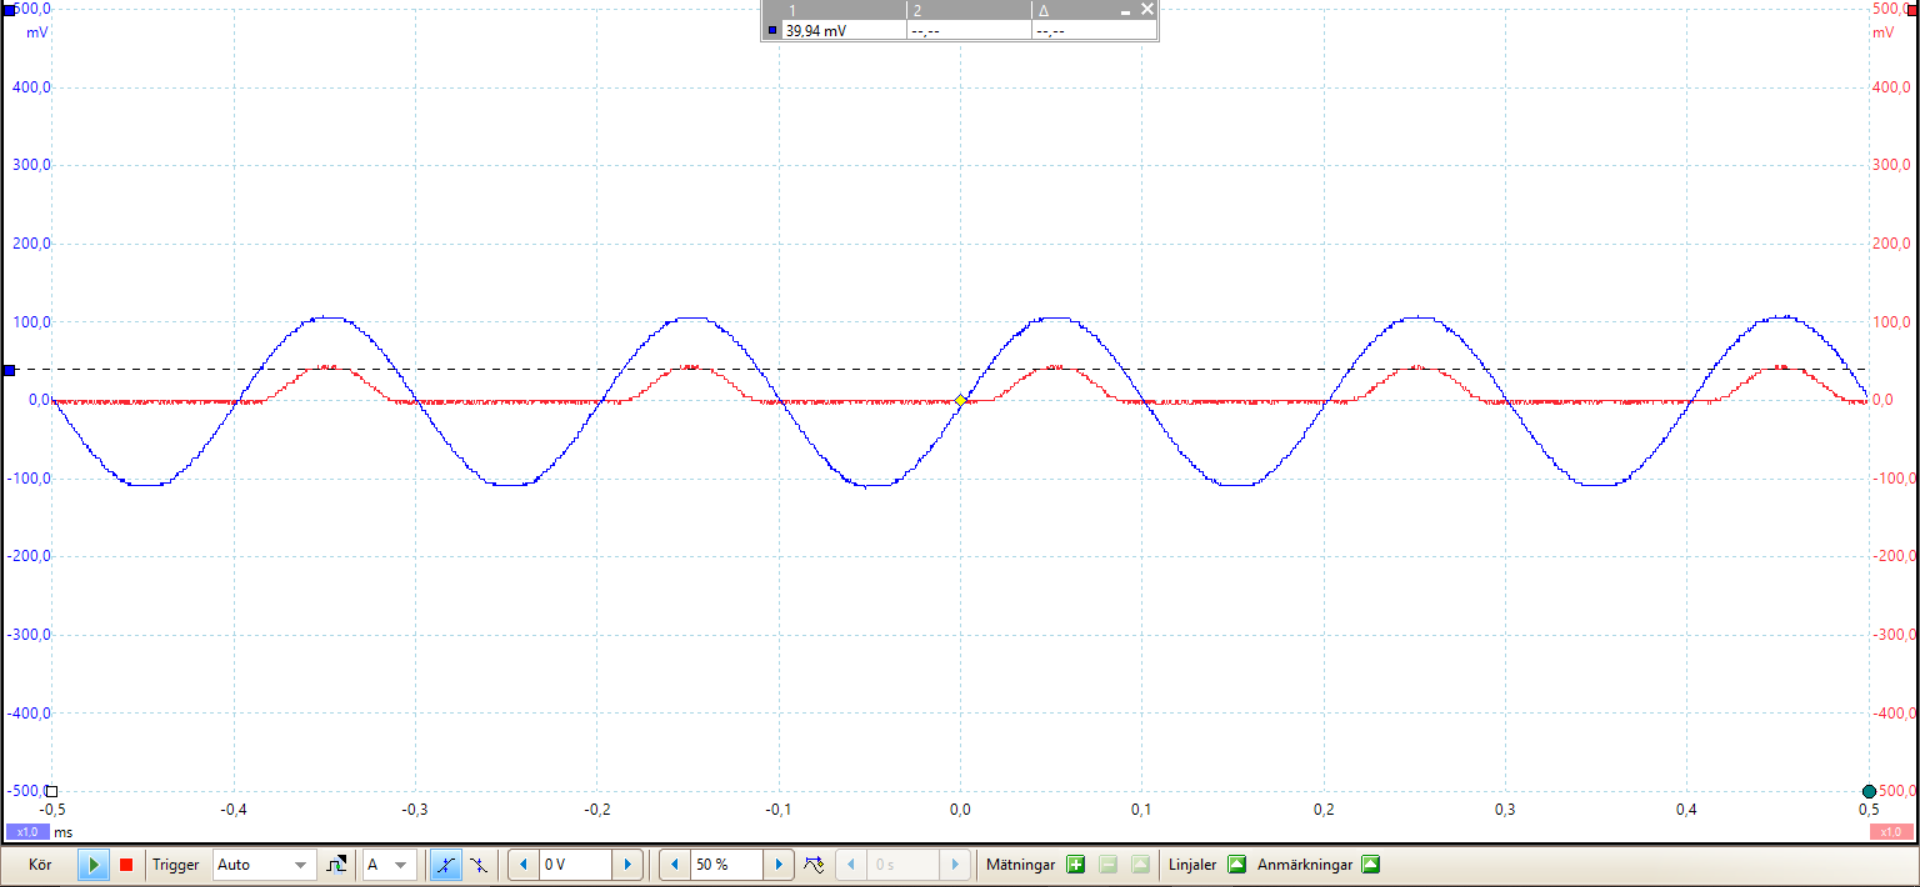 1 2 Δ
39,94 mV --,-- --,--
500,0 500,0
mV mV
400,0 400,0
300,0 300,0
200,0 200,0
100,0 100,0
0,0 0,0
-100,0 -100,0
-200,0 -200,0
-300,0 -300,0
-400,0 -400,0
-500,0 -500,0
-0,5 -0,4 -0,3 -0,2 -0,1 0,0 0,1 0,2 0,3 0,4 0,5
x1,0 ms x1,0
Kör Trigger Auto A 0 V 50 % 0 s Mätningar Linjaler Anmärkningar